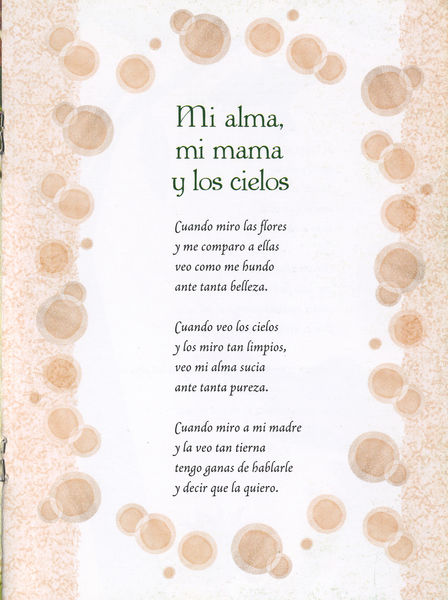 Mi alma,
mi mama
y los cielos
Cuando miro las flores
y me comparo a ellas
veo como me hundo
ante tanta belleza.
Cuando veo los cielos
y los miro tan limpios,
veo mi alma sucia
ante tanta pureza.
Cuando miro a mi madre
y la veo tan tierna
tengo ganas de hablarle
y decir que la quiero.